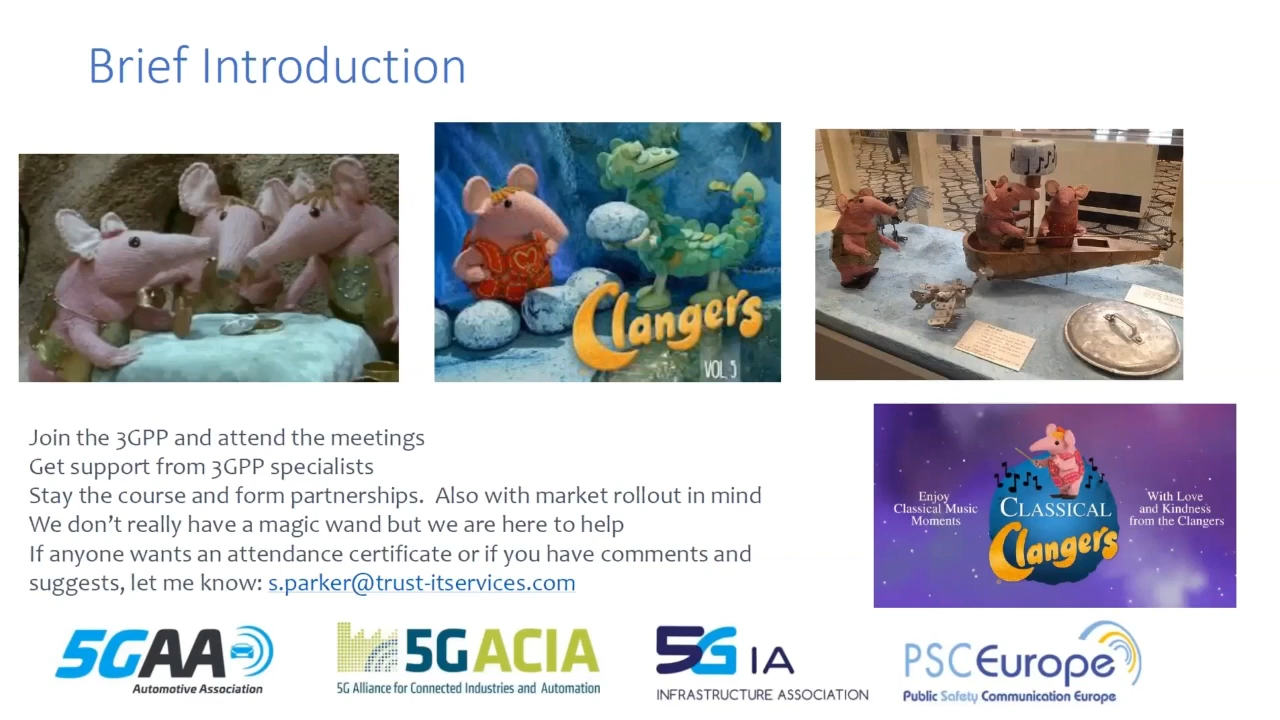 Brief Introduction
Clangers
VOL 5
Join the 3GPP and attend the meetings
Get support from 3GPP specialists
Stay the course and form partnerships.  Also with market rollout in mind
We don't really have a magic wand but we are here to help
If anyone wants an attendance certificate or if you have comments and
suggests, let me know: s.parker@trust-itservices.com
Enjoy
Classical Music
Moments
CLASSICAL
Clangers
With Love
and Kindness
from the Clangers
5GAA
Automotive Association
5G ACIA
5G Alliance for Connected Industries and Automation
5G IA
INFRASTRUCTURE ASSOCIATION
PSCEurope
Public Safety Communication Europe